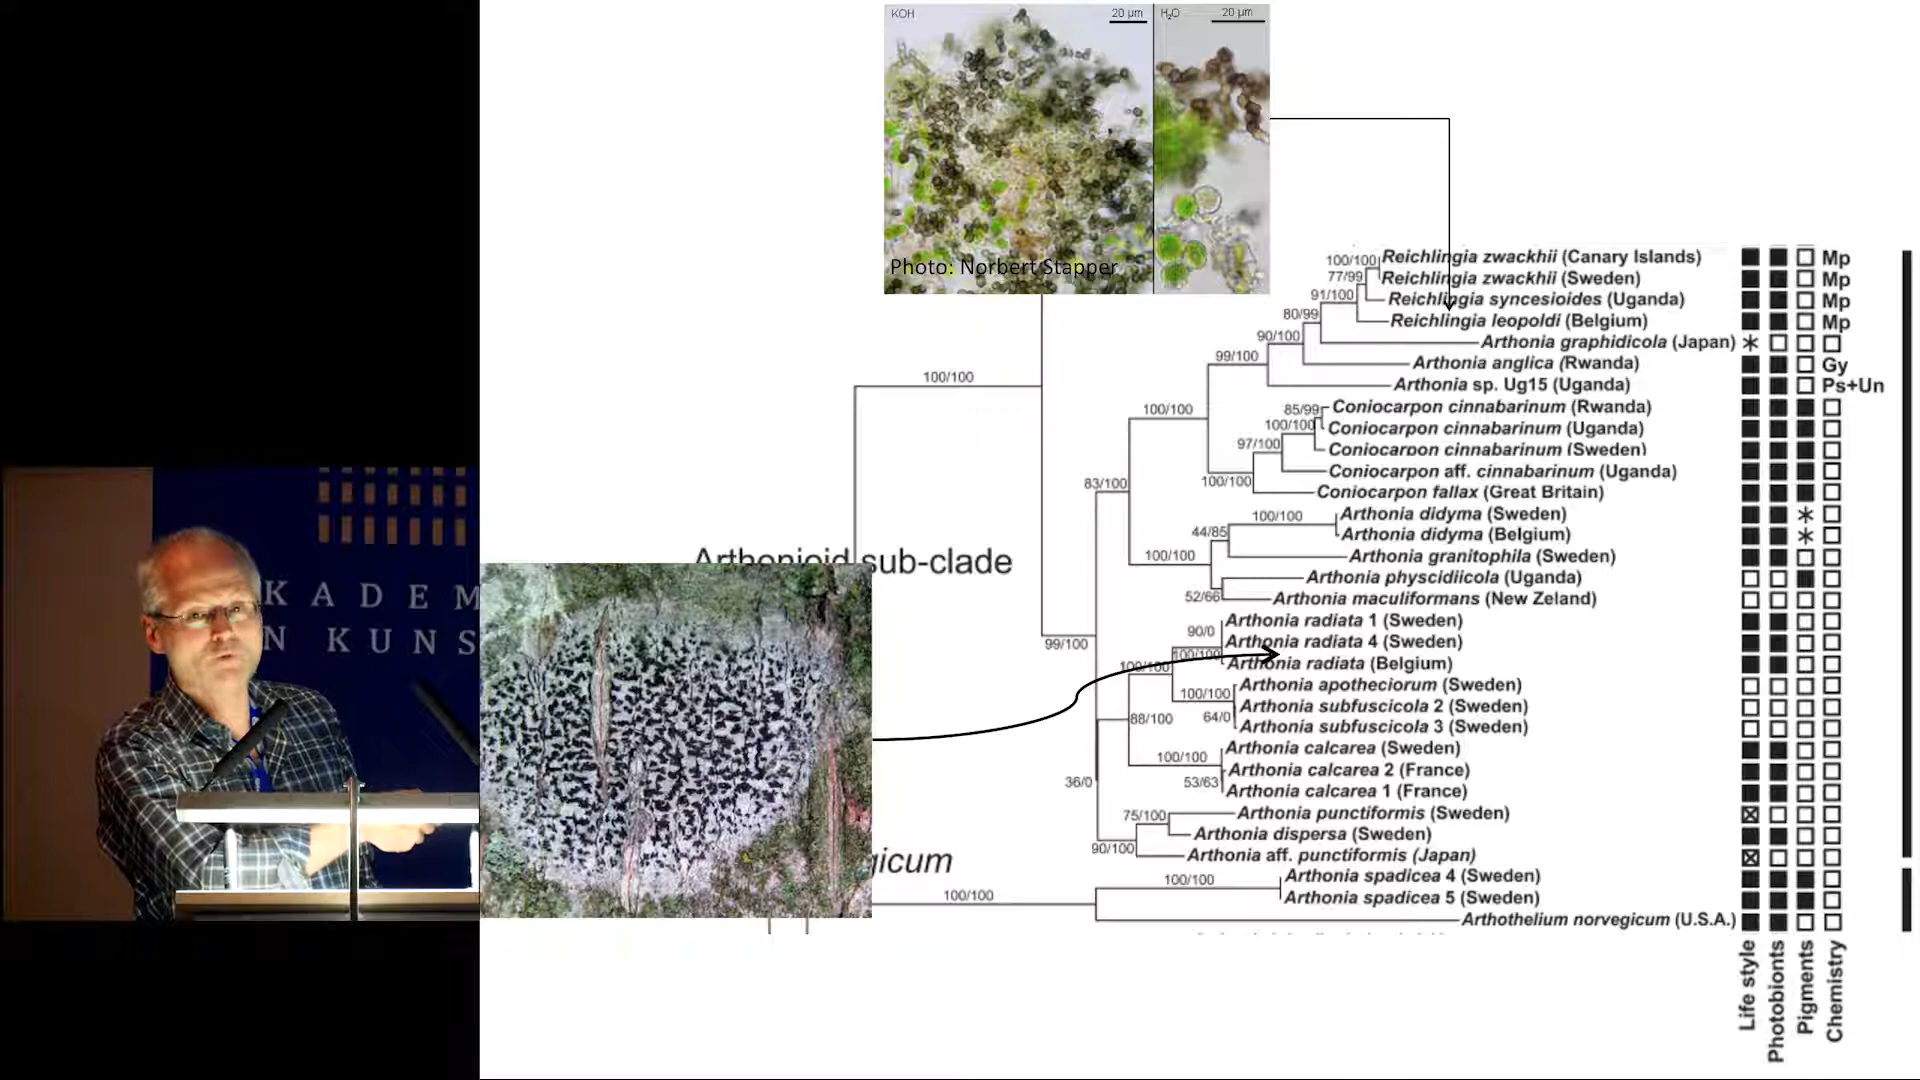 KOH
20 µm
H₂O
20 µm
Photo: Norbert Stapper
K A D E M
N K U N S
Arthonioid sub-clade
gicum
100/100
100/100
99/100
83/100
36/0
100/100
99/100
90/100
80/99
91/100
77/99
100/100
100/100
97/100
100/100
85/99
100/100
44/85
100/100
52/66
100/100
100/100
90/0
100/100
64/0
88/100
100/100
53/63
75/100
90/100
100/100
Reichlingia zwackhii (Canary Islands) Mp
Reichlingia zwackhii (Sweden) Mp
Reichlingia syncesioides (Uganda) Mp
Reichlingia leopoldi (Belgium) Mp
Arthonia graphidicola (Japan)
Arthonia anglica (Rwanda) Gy
Arthonia sp. Ug15 (Uganda) Ps+Un
Coniocarpon cinnabarinum (Rwanda)
Coniocarpon cinnabarinum (Uganda)
Coniocarpon cinnabarinum (Sweden)
Coniocarpon aff. cinnabarinum (Uganda)
Coniocarpon fallax (Great Britain)
Arthonia didyma (Sweden)
Arthonia didyma (Belgium)
Arthonia granitophila (Sweden)
Arthonia physcidiicola (Uganda)
Arthonia maculiformans (New Zeland)
Arthonia radiata 1 (Sweden)
Arthonia radiata 4 (Sweden)
Arthonia radiata (Belgium)
Arthonia apotheciorum (Sweden)
Arthonia subfuscicola 2 (Sweden)
Arthonia subfuscicola 3 (Sweden)
Arthonia calcarea (Sweden)
Arthonia calcarea 2 (France)
Arthonia calcarea 1 (France)
Arthonia punctiformis (Sweden)
Arthonia dispersa (Sweden)
Arthonia aff. punctiformis (Japan)
Arthonia spadicea 4 (Sweden)
Arthonia spadicea 5 (Sweden)
Arthothelium norvegicum (U.S.A.)
Life style
Photobionts
Pigments
Chemistry